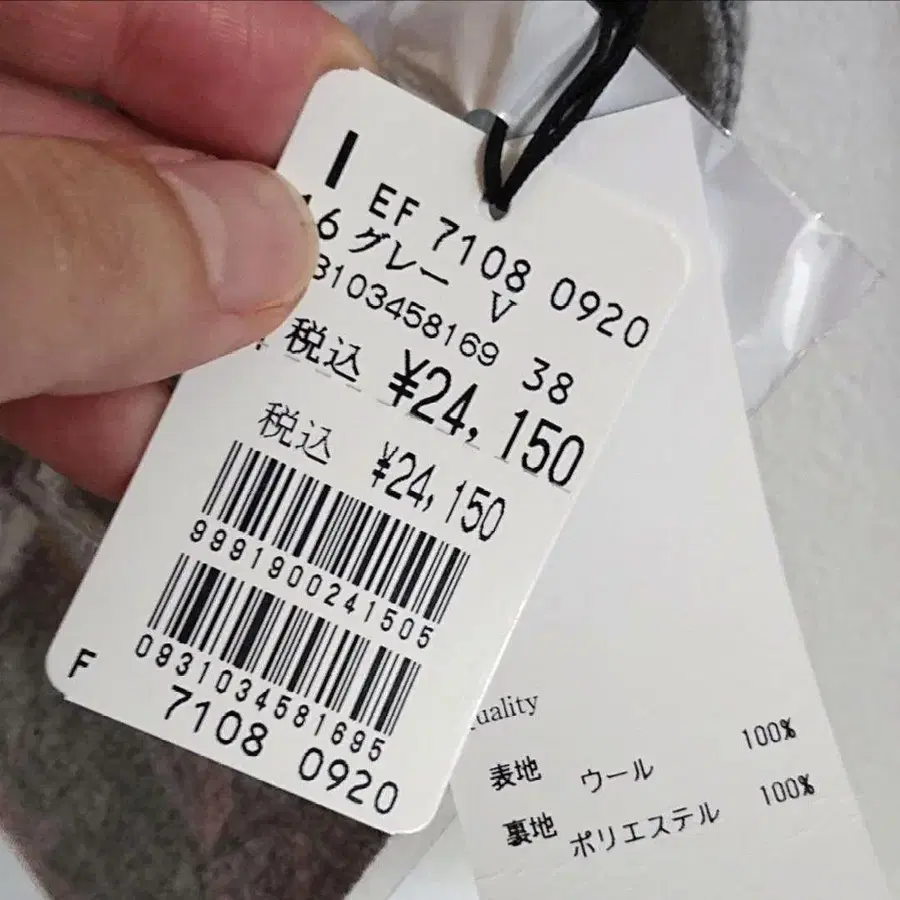 I EF 7108 0920
16 グレー V
3103458169 38
税込 ¥24,150
税込 ¥24,150
9991900241505
0931034581695
F 7108 0920
uality
表地 ウール 100%
裏地 ポリエステル 100%